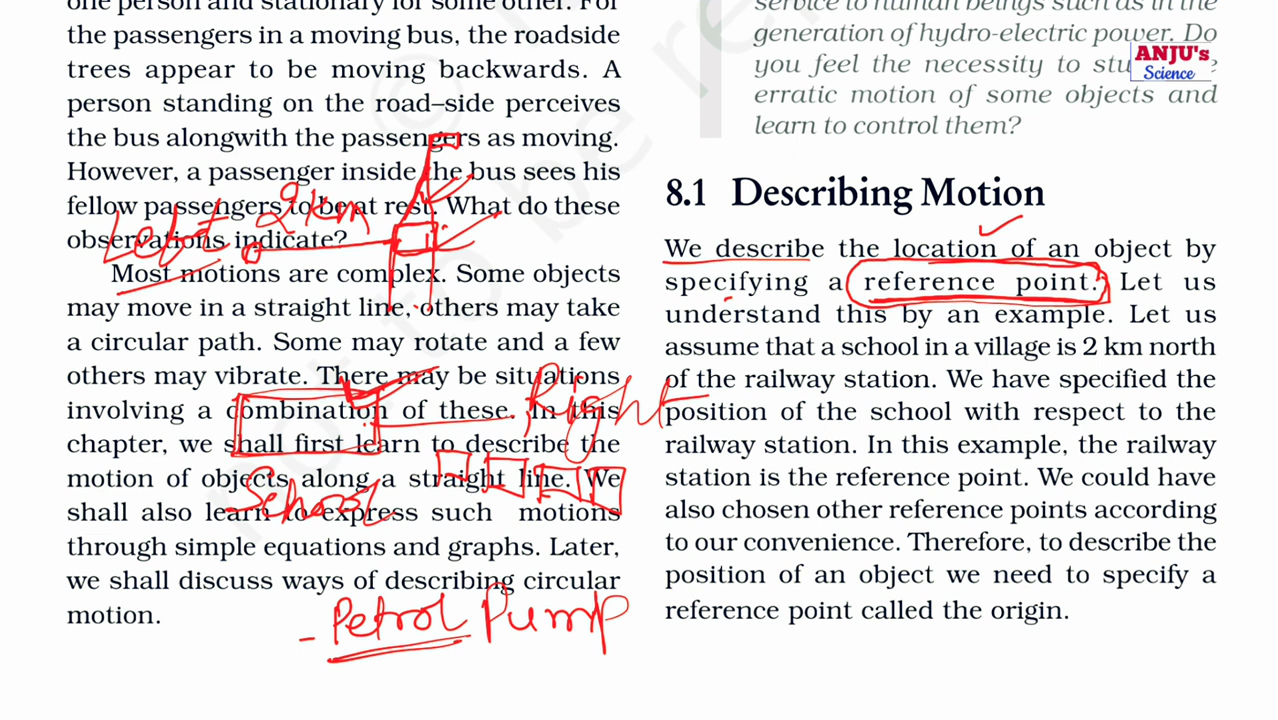 one person and stationary for some other. For
the passengers in a moving bus, the roadside
trees appear to be moving backwards. A
person standing on the road–side perceives
the bus alongwith the passengers as moving.
However, a passenger inside the bus sees his
fellow passengers to be at rest. What do these
observations indicate?
Most motions are complex. Some objects
may move in a straight line, others may take
a circular path. Some may rotate and a few
others may vibrate. There may be situations
involving a combination of these. In this
chapter, we shall first learn to describe the
motion of objects along a straight line. We
shall also learn to express such motions
through simple equations and graphs. Later,
we shall discuss ways of describing circular
motion.
2 km
Right
School
- Petrol Pump
serbice to human beings such as in the
generation of hydro-electric power. Do
you feel the necessity to
erratic motion of some objects and
learn to control them?
ANJU's
Science
8.1 Describing Motion
We describe the location of an object by
specifying a reference point. Let us
understand this by an example. Let us
assume that a school in a village is 2 km north
of the railway station. We have specified the
position of the school with respect to the
railway station. In this example, the railway
station is the reference point. We could have
also chosen other reference points according
to our convenience. Therefore, to describe the
position of an object we need to specify a
reference point called the origin.